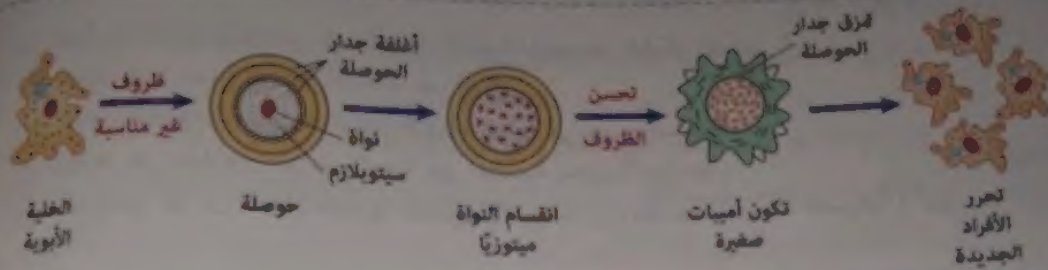 الخلية
الأبوية
ظروف
غير مناسبة
أغلفة جدار
الحوصلة
نواة
سيتوبلازم
حوصلة
انقسام النواة
ميتوزيًا
تحسن
الظروف
تمزق جدار
الحوصلة
تكون أميبات
صغيرة
تحرر
الأفراد
الجديدة